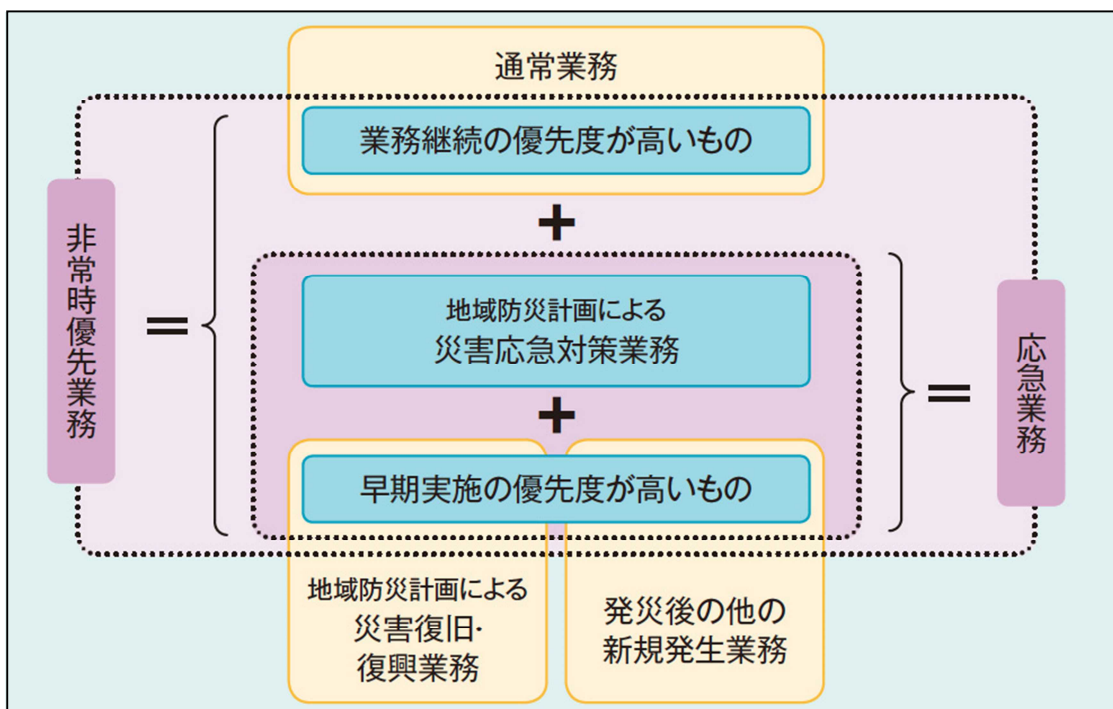 通常業務
業務継続の優先度が高いもの
+
非常時優先業務
=
地域防災計画による
災害応急対策業務
=
応急業務
+
早期実施の優先度が高いもの
地域防災計画による
災害復旧・
復興業務
発災後の他の
新規発生業務